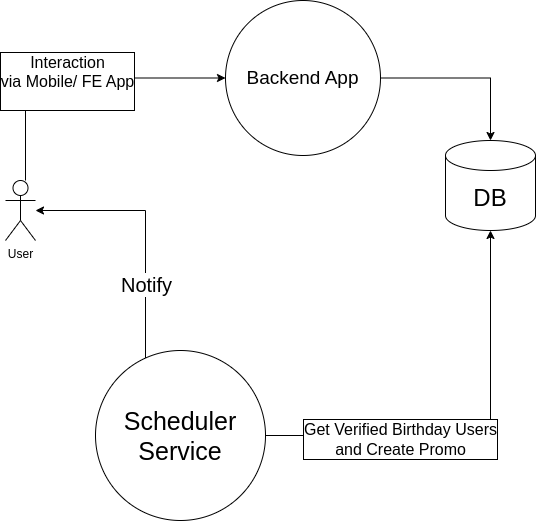 Interaction
via Mobile/ FE App
Backend App
DB
User
Notify
Scheduler
Service
Get Verified Birthday Users
and Create Promo